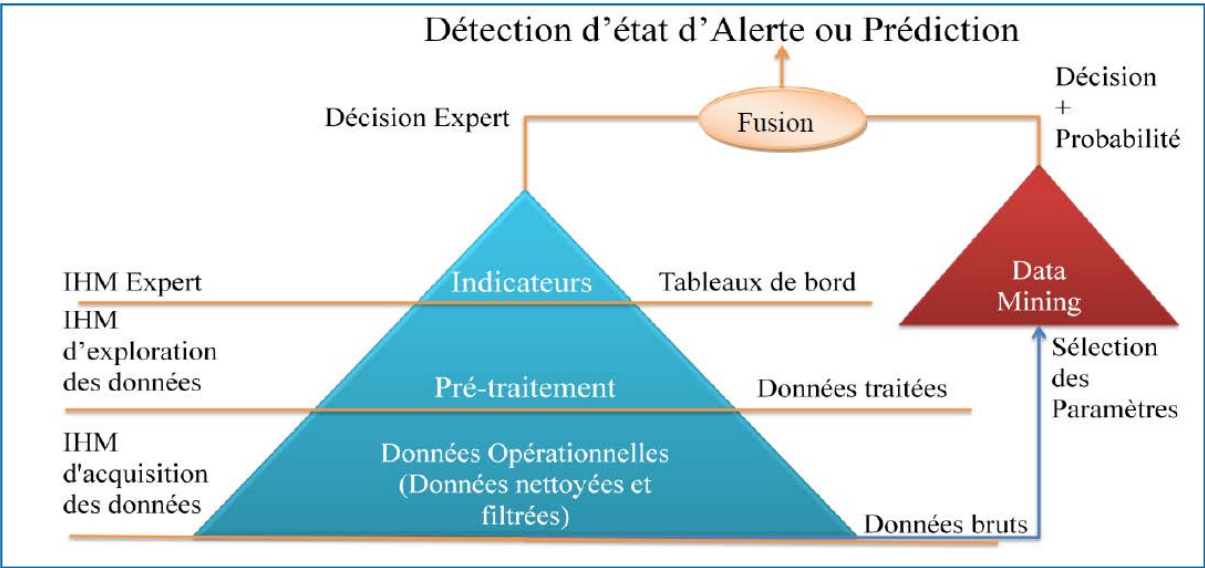 Détection d'état d'Alerte ou Prédiction
Décision Expert
Fusion
Décision
+
Probabilité
IHM Expert
Indicateurs
Tableaux de bord
Data
Mining
IHM
d'exploration
des données
Pré-traitement
Données traitées
Sélection
des
Paramètres
IHM
d'acquisition
des données
Données Opérationnelles
(Données nettoyées et
filtrées)
Données bruts